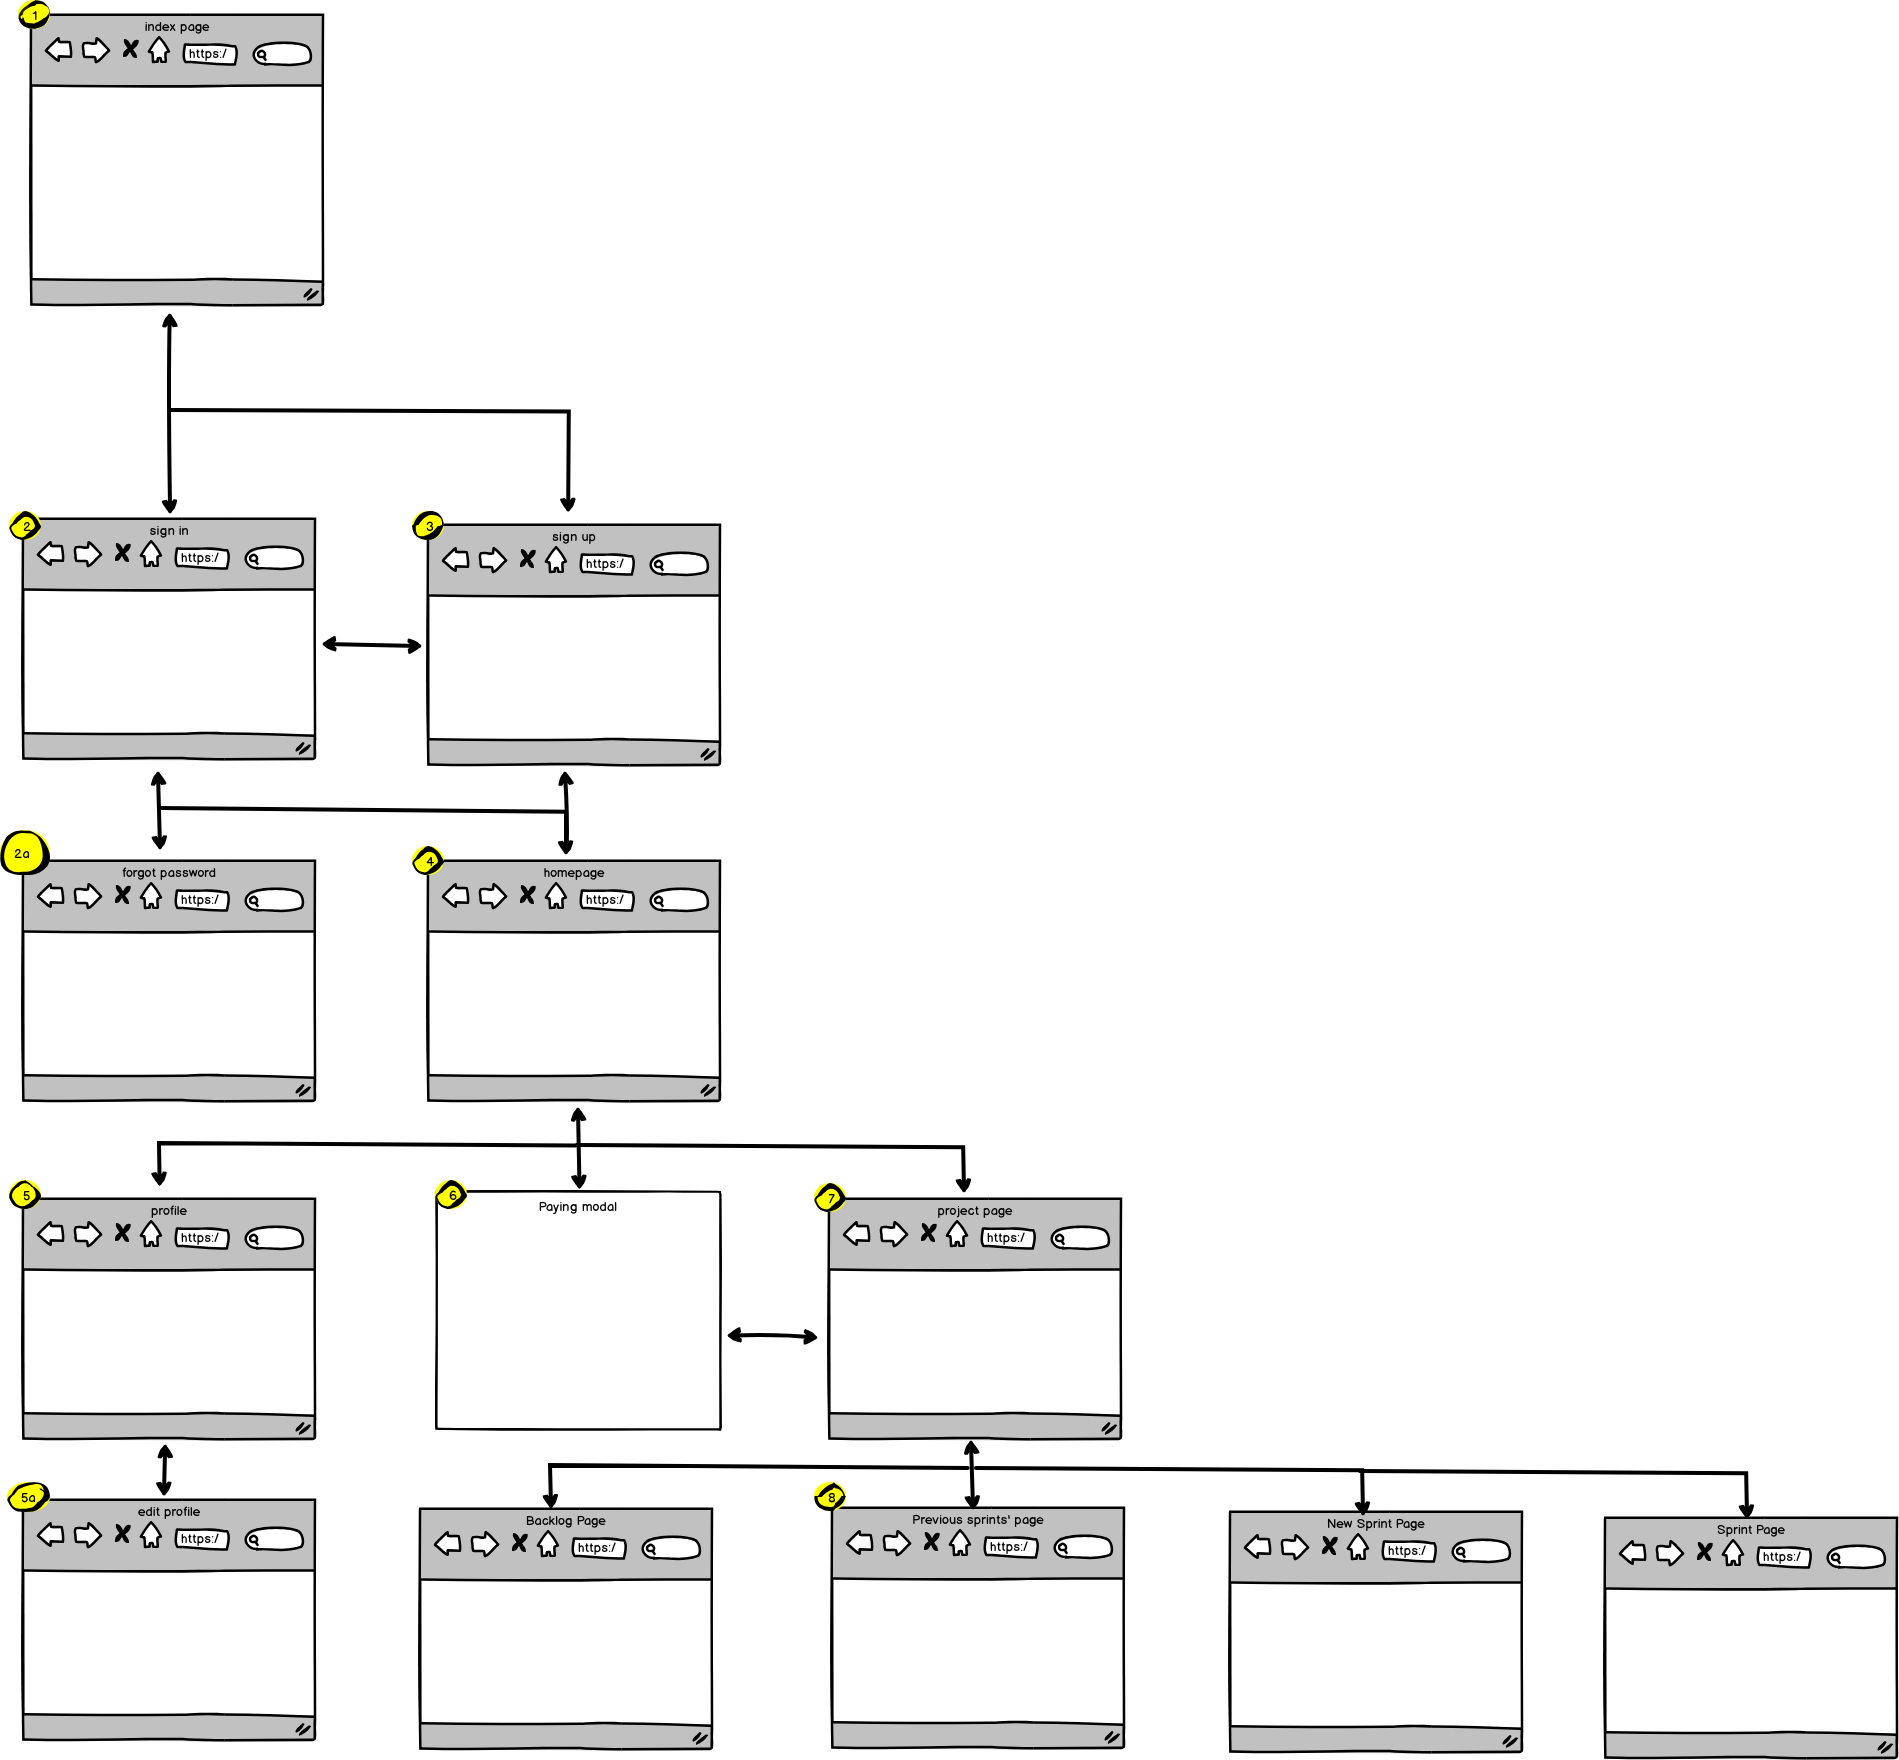 1
index page
https:/
2
sign in
https:/
3
sign up
https:/
2a
forgot password
https:/
4
homepage
https:/
5
profile
https:/
6
Paying modal
7
project page
https:/
5a
edit profile
https:/
Backlog Page
https:/
8
Previous sprints' page
https:/
New Sprint Page
https:/
Sprint Page
https:/